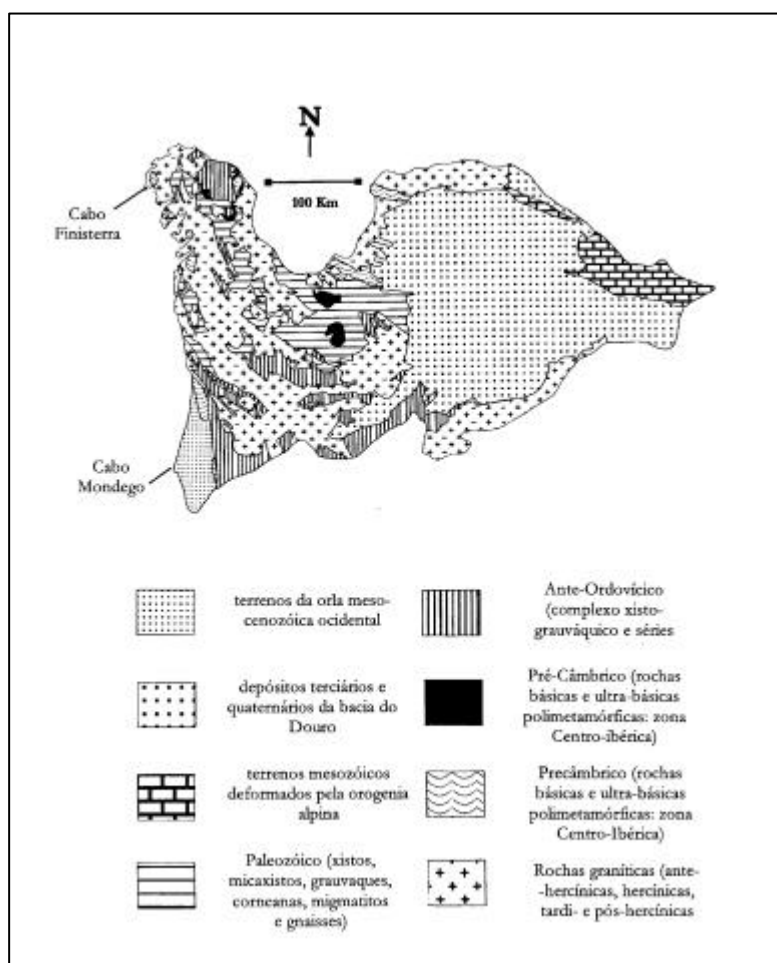 N
100 Km
Cabo
Finisterra
Cabo
Mondego
terrenos da orla meso-
cenozóica ocidental
depósitos terciários e
quaternários da bacia do
Douro
terrenos mesozóicos
deformados pela orogenia
alpina
Paleozóico (xistos,
micaxistos, grauvaques,
corneanas, migmatitos
e gnaisses)
Ante-Ordovícico
(complexo xisto-
grauváquico e séries
Pré-Câmbrico (rochas
básicas e ultra-básicas
polimetamórficas: zona
Centro-ibérica)
Precâmbrico (rochas
básicas e ultra-básicas
polimetamórficas: zona
Centro-Ibérica)
Rochas graníticas (ante-
-hercínicas, hercínicas,
tardi- e pós-hercínicas